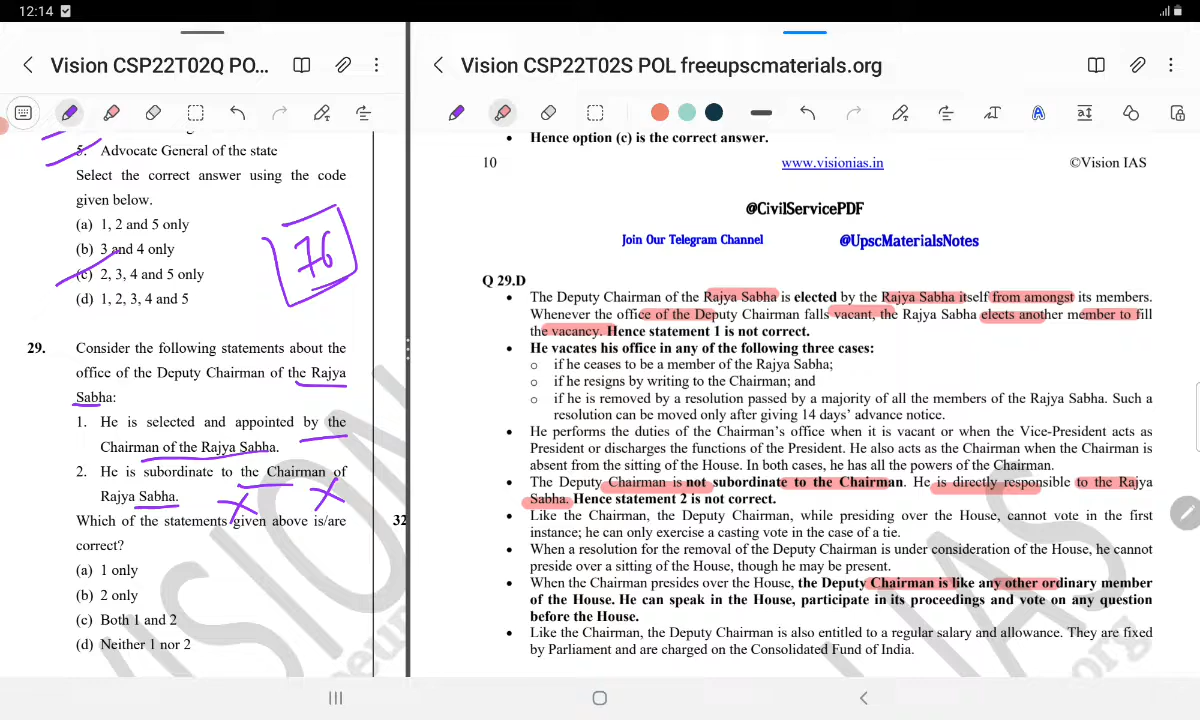 12:14
Vision CSP22T02Q PO...
5. Advocate General of the state
Select the correct answer using the code
given below.
(a) 1, 2 and 5 only
(b) 3 and 4 only
(c) 2, 3, 4 and 5 only
(d) 1, 2, 3, 4 and 5
76
29. Consider the following statements about the
office of the Deputy Chairman of the Rajya
Sabha:
1. He is selected and appointed by the
Chairman of the Rajya Sabha.
2. He is subordinate to the Chairman of
Rajya Sabha.
Which of the statements given above is/are
correct?
(a) 1 only
(b) 2 only
(c) Both 1 and 2
(d) Neither 1 nor 2
32
Vision CSP22T02S POL freeupscmaterials.org
• Hence option (c) is the correct answer.
10 www.visionias.in ©Vision IAS
@CivilServicePDF
Join Our Telegram Channel @UpscMaterialsNotes
Q 29.D
• The Deputy Chairman of the Rajya Sabha is elected by the Rajya Sabha itself from amongst its members.
Whenever the office of the Deputy Chairman falls vacant, the Rajya Sabha elects another member to fill
the vacancy. Hence statement 1 is not correct.
• He vacates his office in any of the following three cases:
o if he ceases to be a member of the Rajya Sabha;
o if he resigns by writing to the Chairman; and
o if he is removed by a resolution passed by a majority of all the members of the Rajya Sabha. Such a
resolution can be moved only after giving 14 days' advance notice.
• He performs the duties of the Chairman's office when it is vacant or when the Vice-President acts as
President or discharges the functions of the President. He also acts as the Chairman when the Chairman is
absent from the sitting of the House. In both cases, he has all the powers of the Chairman.
• The Deputy Chairman is not subordinate to the Chairman. He is directly responsible to the Rajya
Sabha. Hence statement 2 is not correct.
• Like the Chairman, the Deputy Chairman, while presiding over the House, cannot vote in the first
instance; he can only exercise a casting vote in the case of a tie.
• When a resolution for the removal of the Deputy Chairman is under consideration of the House, he cannot
preside over a sitting of the House, though he may be present.
• When the Chairman presides over the House, the Deputy Chairman is like any other ordinary member
of the House. He can speak in the House, participate in its proceedings and vote on any question
before the House.
• Like the Chairman, the Deputy Chairman is also entitled to a regular salary and allowance. They are fixed
by Parliament and are charged on the Consolidated Fund of India.